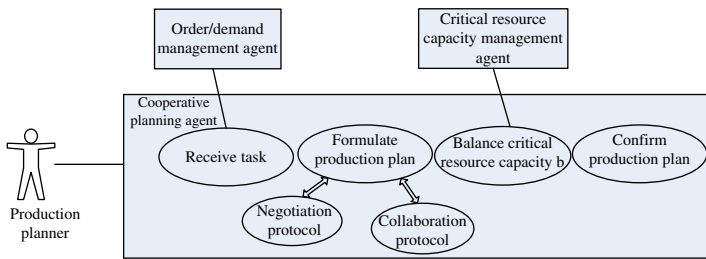 Order/demand
management agent
Critical resource
capacity management
agent
Cooperative
planning agent
Receive task
Formulate
production plan
Balance critical
resource capacity b
Confirm
production plan
Negotiation
protocol
Collaboration
protocol
Production
planner